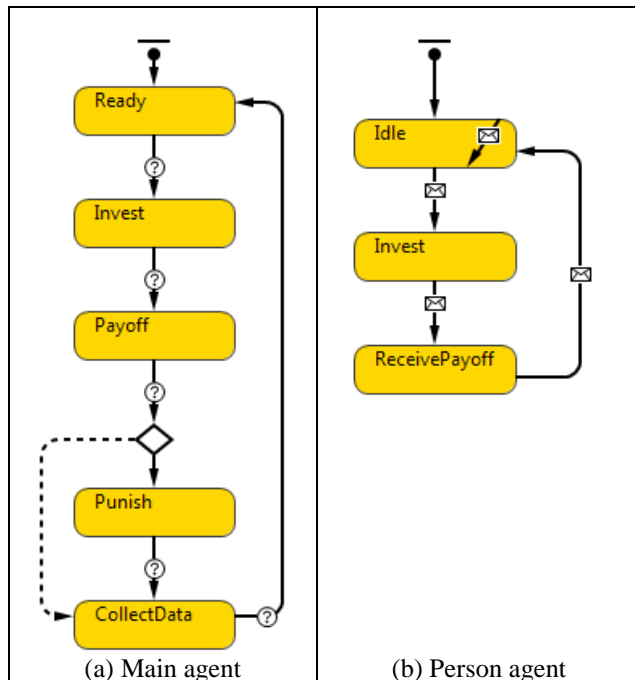 Ready
?
Invest
?
Payoff
?
Punish
?
CollectData
?
(a) Main agent
Idle
Invest
ReceivePayoff
(b) Person agent